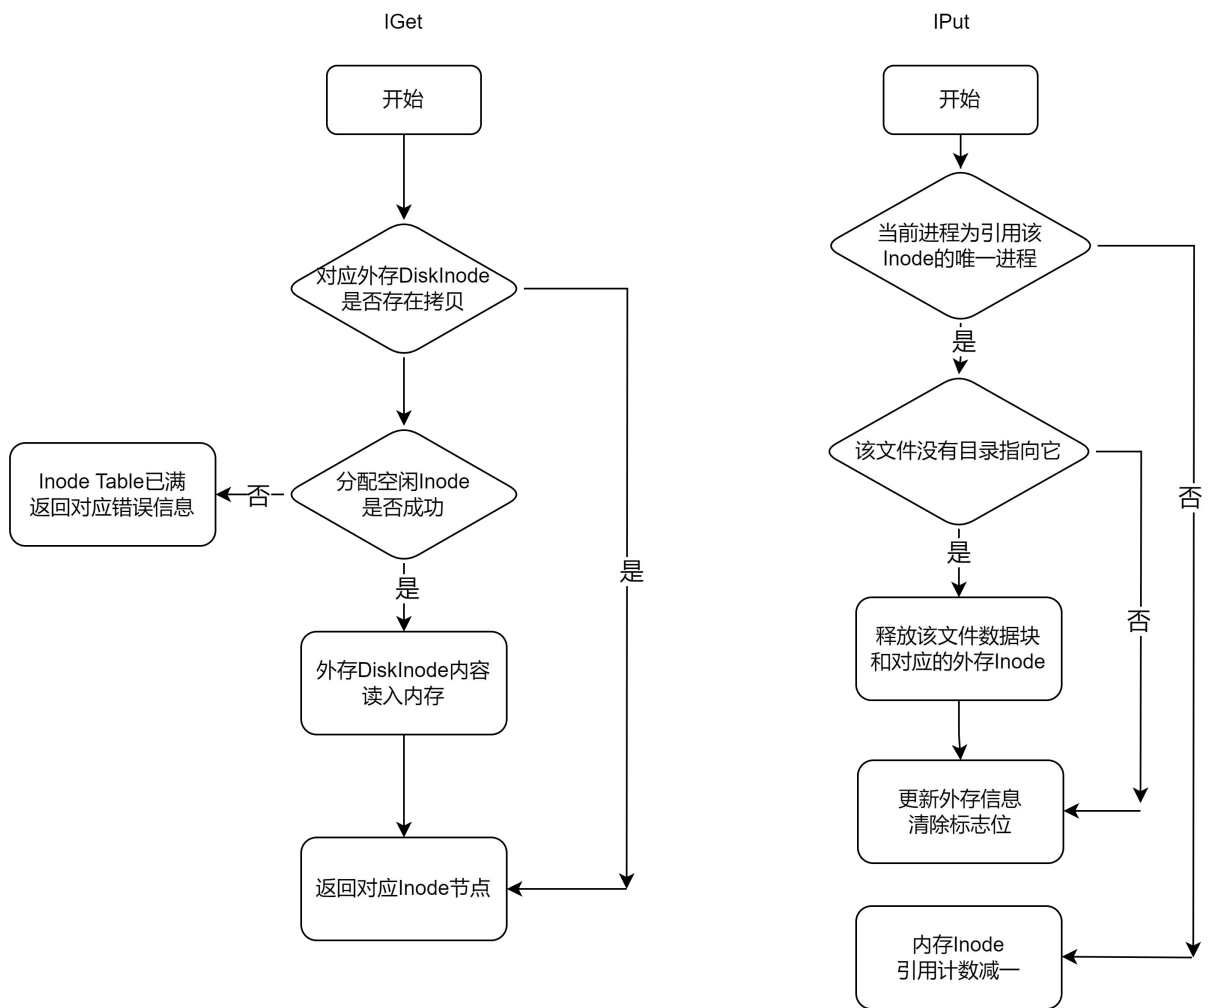 IGet
开始
对应外存DiskInode
是否存在拷贝
分配空闲Inode
是否成功
否
Inode Table已满
返回对应错误信息
是
是
外存DiskInode内容
读入内存
返回对应Inode节点
IPut
开始
当前进程为引用该
Inode的唯一进程
是
该文件没有目录指向它
否
是
否
释放该文件数据块
和对应的外存Inode
更新外存信息
清除标志位
内存Inode
引用计数减一